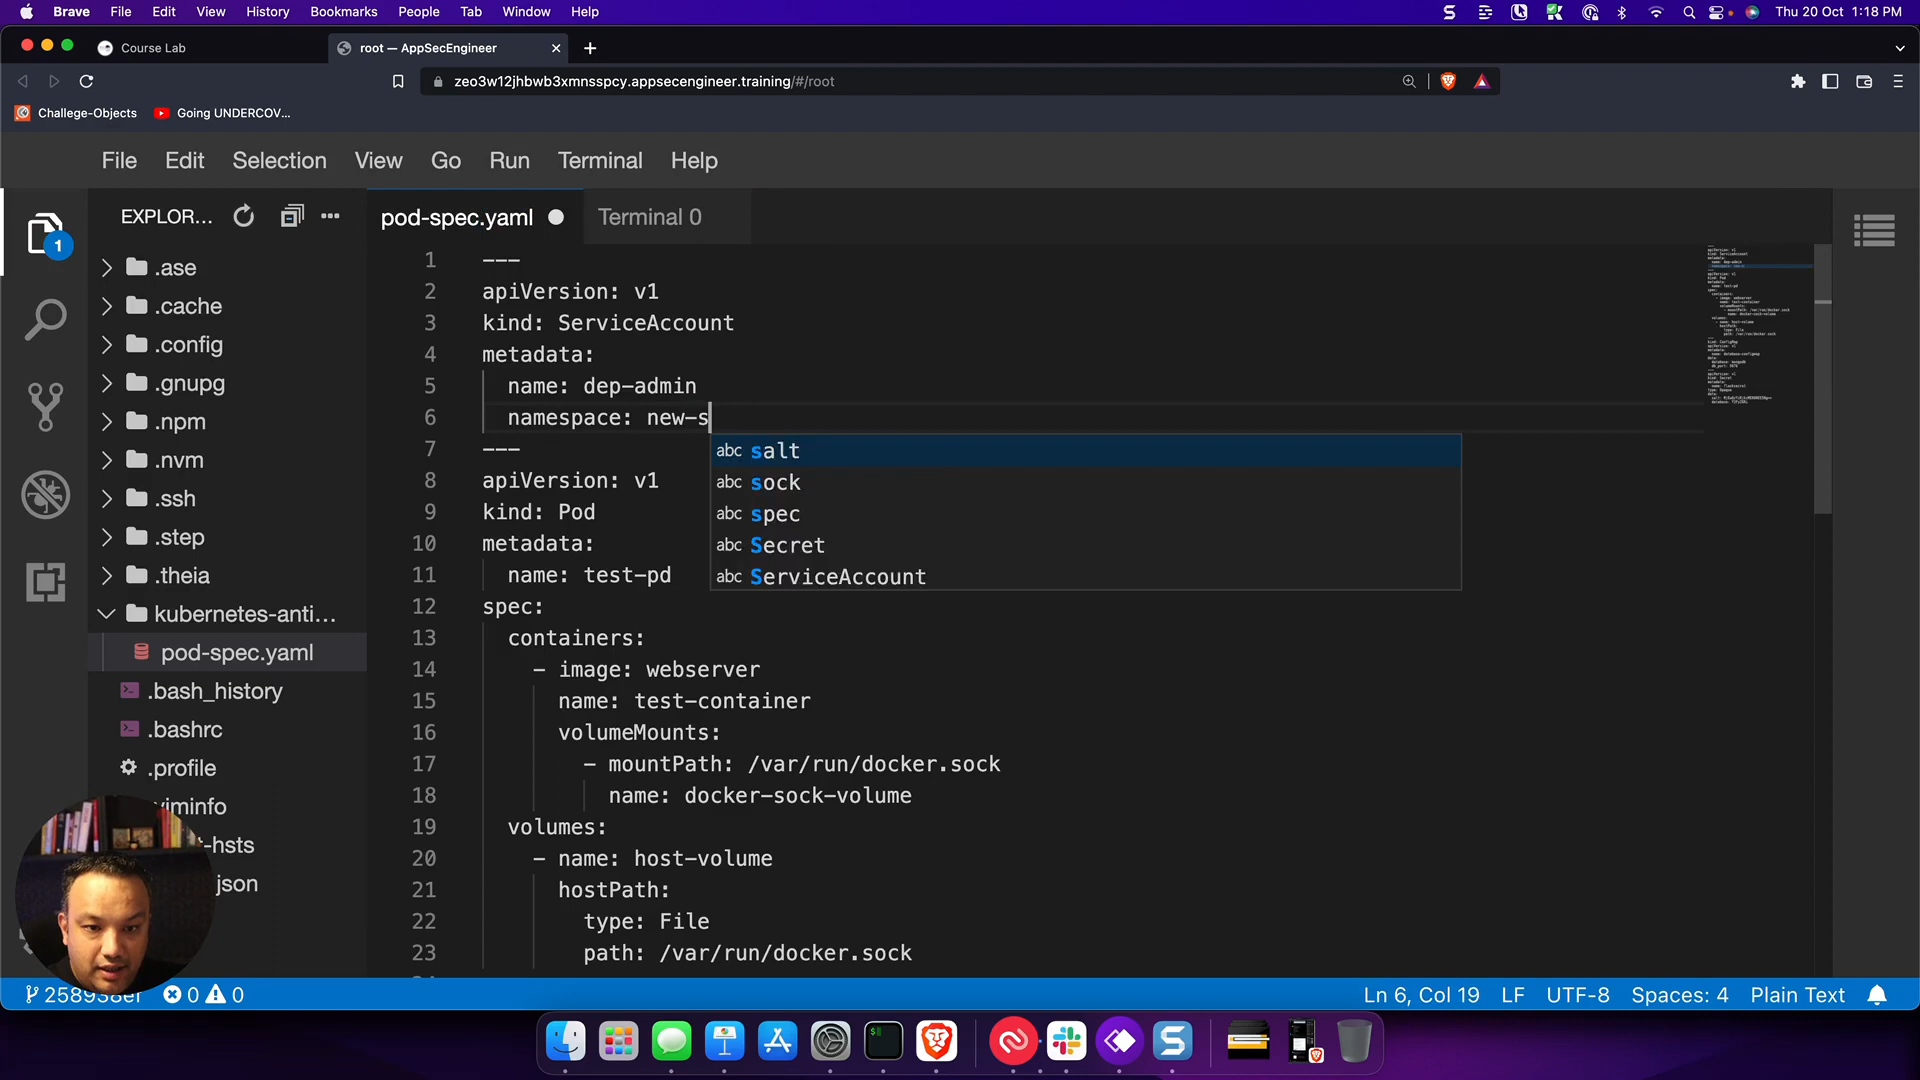 Brave File Edit View History Bookmarks People Tab Window Help Thu 20 Oct 1:18 PM
Course Lab root — AppSecEngineer
zeo3w12jhbwb3xmnsspcy.appsecengineer.training/#/root
Challege-Objects Going UNDERCOV...
File Edit Selection View Go Run Terminal Help
EXPLOR... pod-spec.yaml Terminal 0
1
.ase
.cache
.config
.gnupg
.npm
.nvm
.ssh
.step
.theia
kubernetes-anti...
pod-spec.yaml
.bash_history
.bashrc
.profile
viminfo
-hsts
json
1 ---
2 apiVersion: v1
3 kind: ServiceAccount
4 metadata:
5 name: dep-admin
6 namespace: new-s
7 ---
8 apiVersion: v1
9 kind: Pod
10 metadata:
11 name: test-pd
12 spec:
13 containers:
14 - image: webserver
15 name: test-container
16 volumeMounts:
17 - mountPath: /var/run/docker.sock
18 name: docker-sock-volume
19 volumes:
20 - name: host-volume
21 hostPath:
22 type: File
23 path: /var/run/docker.sock
abc salt
abc sock
abc spec
abc Secret
abc ServiceAccount
0 0 Ln 6, Col 19 LF UTF-8 Spaces: 4 Plain Text